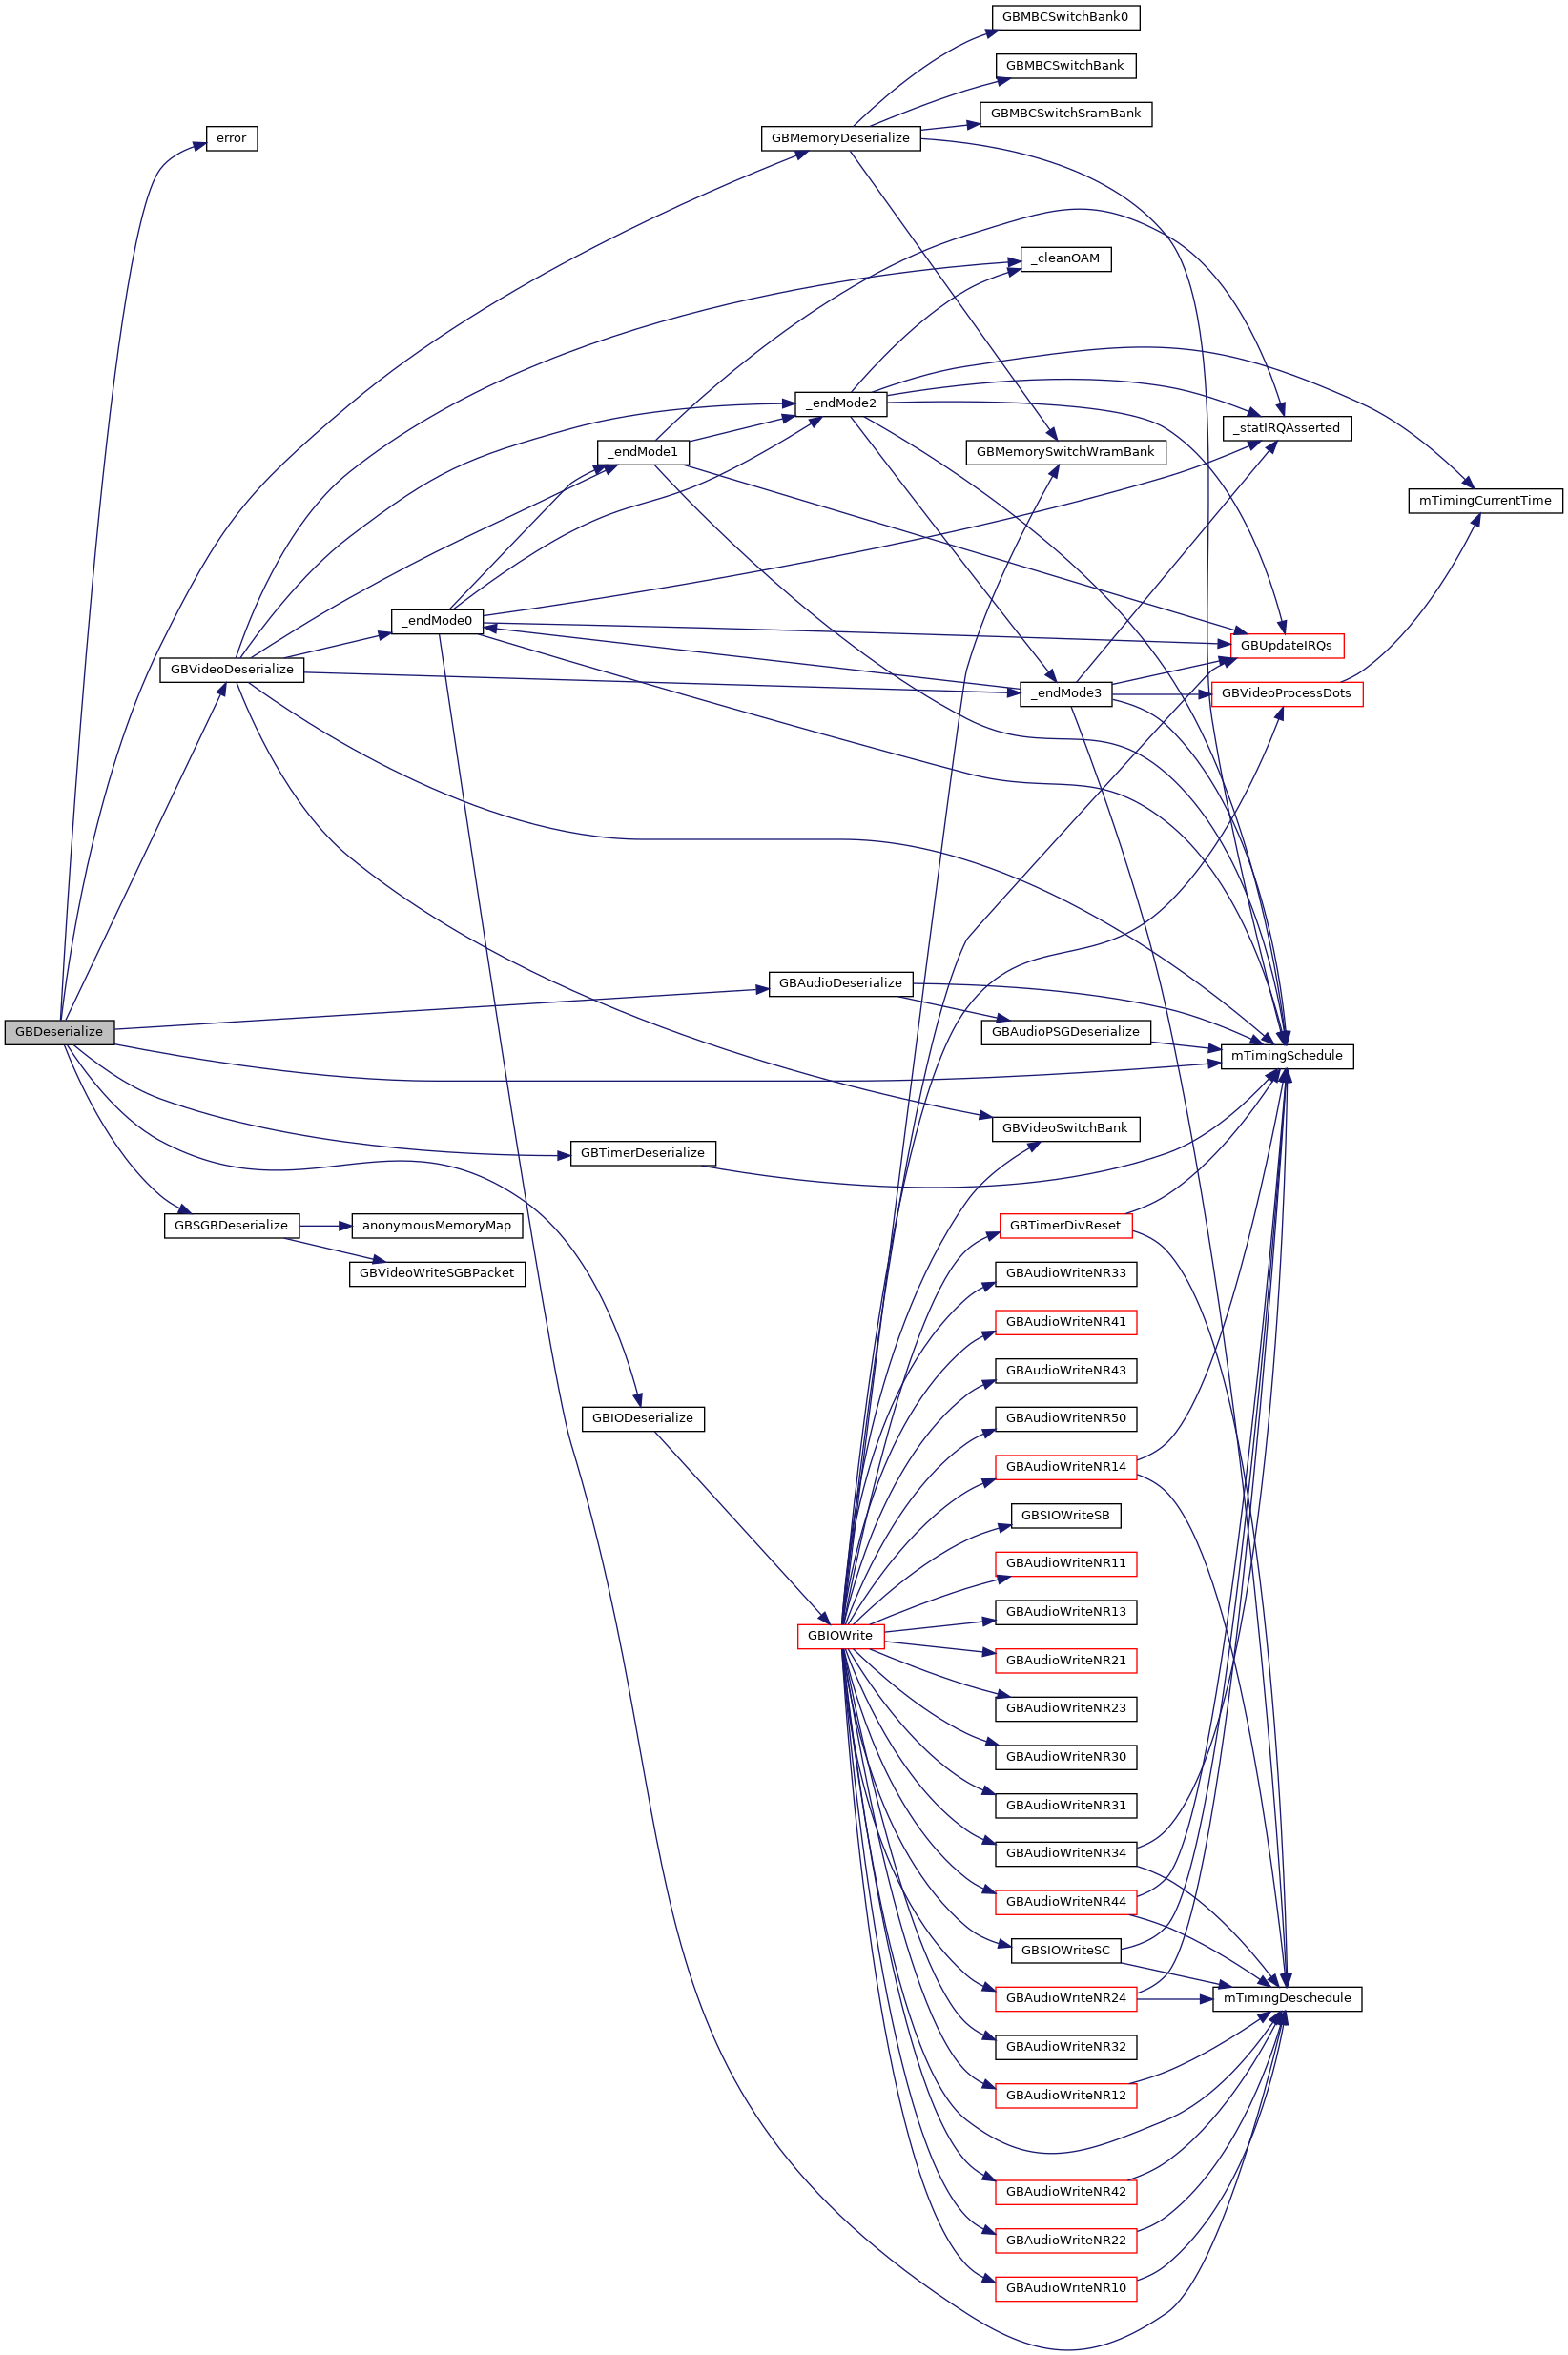 GBMBCSwitchBank0
GBMBCSwitchBank
GBMBCSwitchSramBank
error
GBMemoryDeserialize
_cleanOAM
_endMode2
_statIRQAsserted
_endMode1
GBMemorySwitchWramBank
mTimingCurrentTime
_endMode0
GBUpdateIRQs
GBVideoDeserialize
_endMode3
GBVideoProcessDots
GBAudioDeserialize
GBDeserialize
GBAudioPSGDeserialize
mTimingSchedule
GBVideoSwitchBank
GBTimerDeserialize
GBSGBDeserialize
anonymousMemoryMap
GBTimerDivReset
GBVideoWriteSGBPacket
GBAudioWriteNR33
GBAudioWriteNR41
GBAudioWriteNR43
GBIODeserialize
GBAudioWriteNR50
GBAudioWriteNR14
GBSIOWriteSB
GBAudioWriteNR11
GBAudioWriteNR13
GBIOWrite
GBAudioWriteNR21
GBAudioWriteNR23
GBAudioWriteNR30
GBAudioWriteNR31
GBAudioWriteNR34
GBAudioWriteNR44
GBSIOWriteSC
GBAudioWriteNR24
mTimingDeschedule
GBAudioWriteNR32
GBAudioWriteNR12
GBAudioWriteNR42
GBAudioWriteNR22
GBAudioWriteNR10